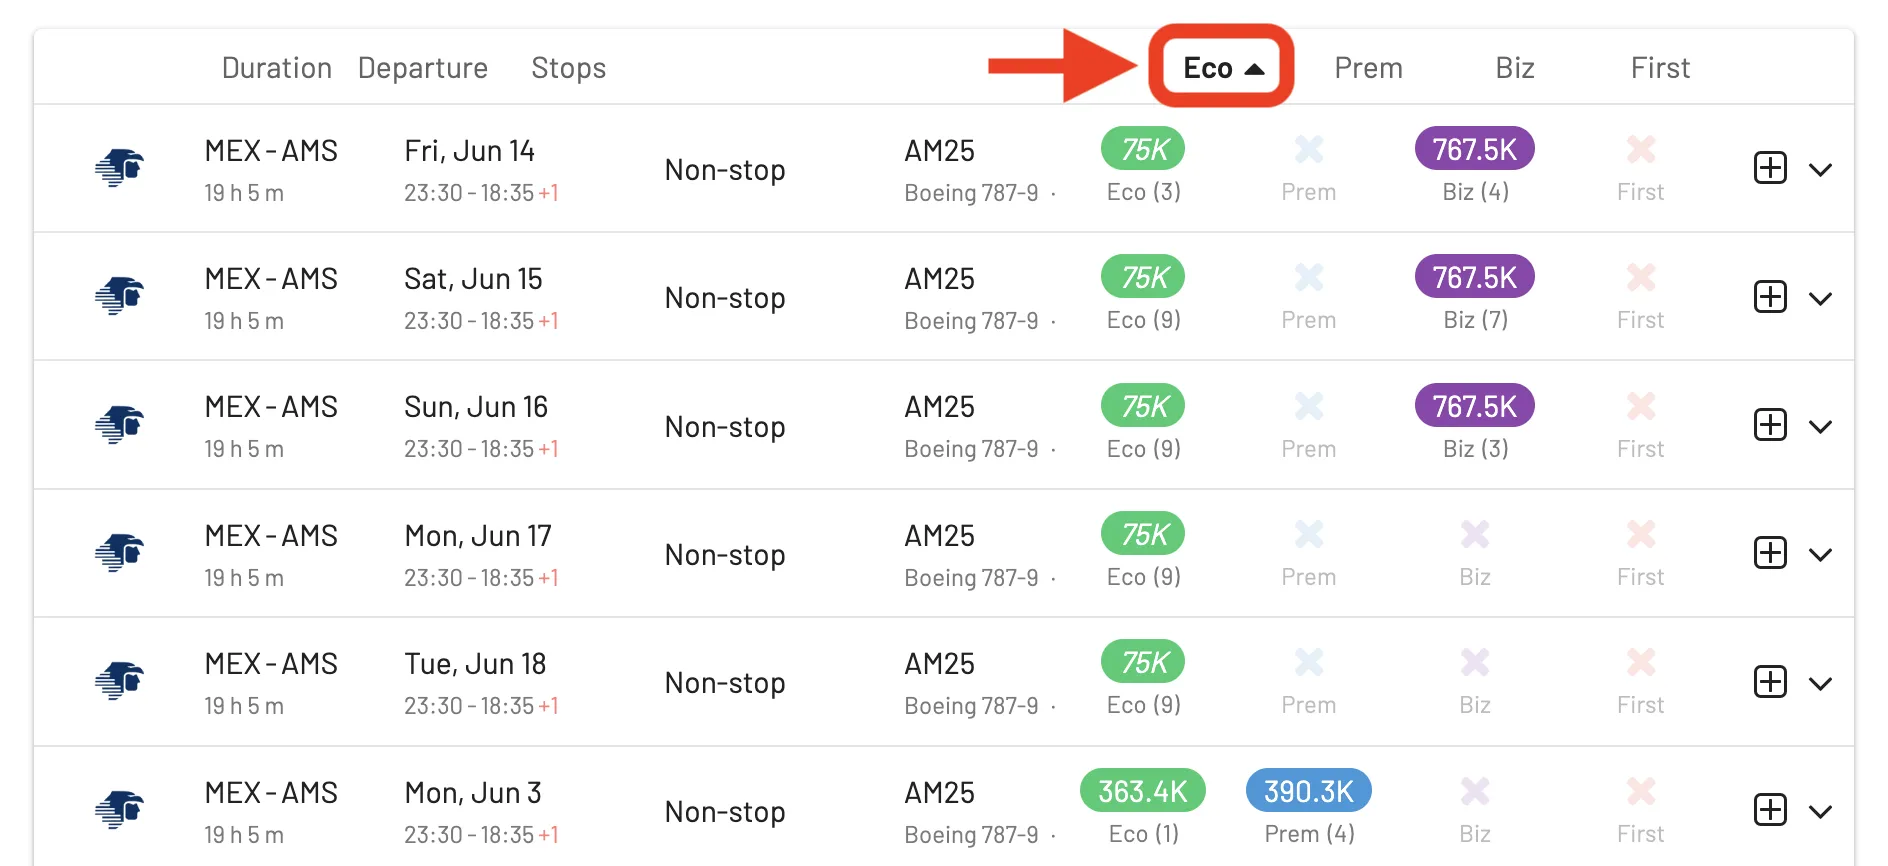 Duration Departure Stops Eco Prem Biz First
MEX - AMS Fri, Jun 14 Non-stop AM25 75K 767.5K
19 h 5 m 23:30 - 18:35 +1 Boeing 787-9 · Eco (3) Prem Biz (4) First
MEX - AMS Sat, Jun 15 Non-stop AM25 75K 767.5K
19 h 5 m 23:30 - 18:35 +1 Boeing 787-9 · Eco (9) Prem Biz (7) First
MEX - AMS Sun, Jun 16 Non-stop AM25 75K 767.5K
19 h 5 m 23:30 - 18:35 +1 Boeing 787-9 · Eco (9) Prem Biz (3) First
MEX - AMS Mon, Jun 17 Non-stop AM25 75K
19 h 5 m 23:30 - 18:35 +1 Boeing 787-9 · Eco (9) Prem Biz First
MEX - AMS Tue, Jun 18 Non-stop AM25 75K
19 h 5 m 23:30 - 18:35 +1 Boeing 787-9 · Eco (9) Prem Biz First
MEX - AMS Mon, Jun 3 Non-stop AM25 363.4K 390.3K
19 h 5 m 23:30 - 18:35 +1 Boeing 787-9 · Eco (1) Prem (4) Biz First